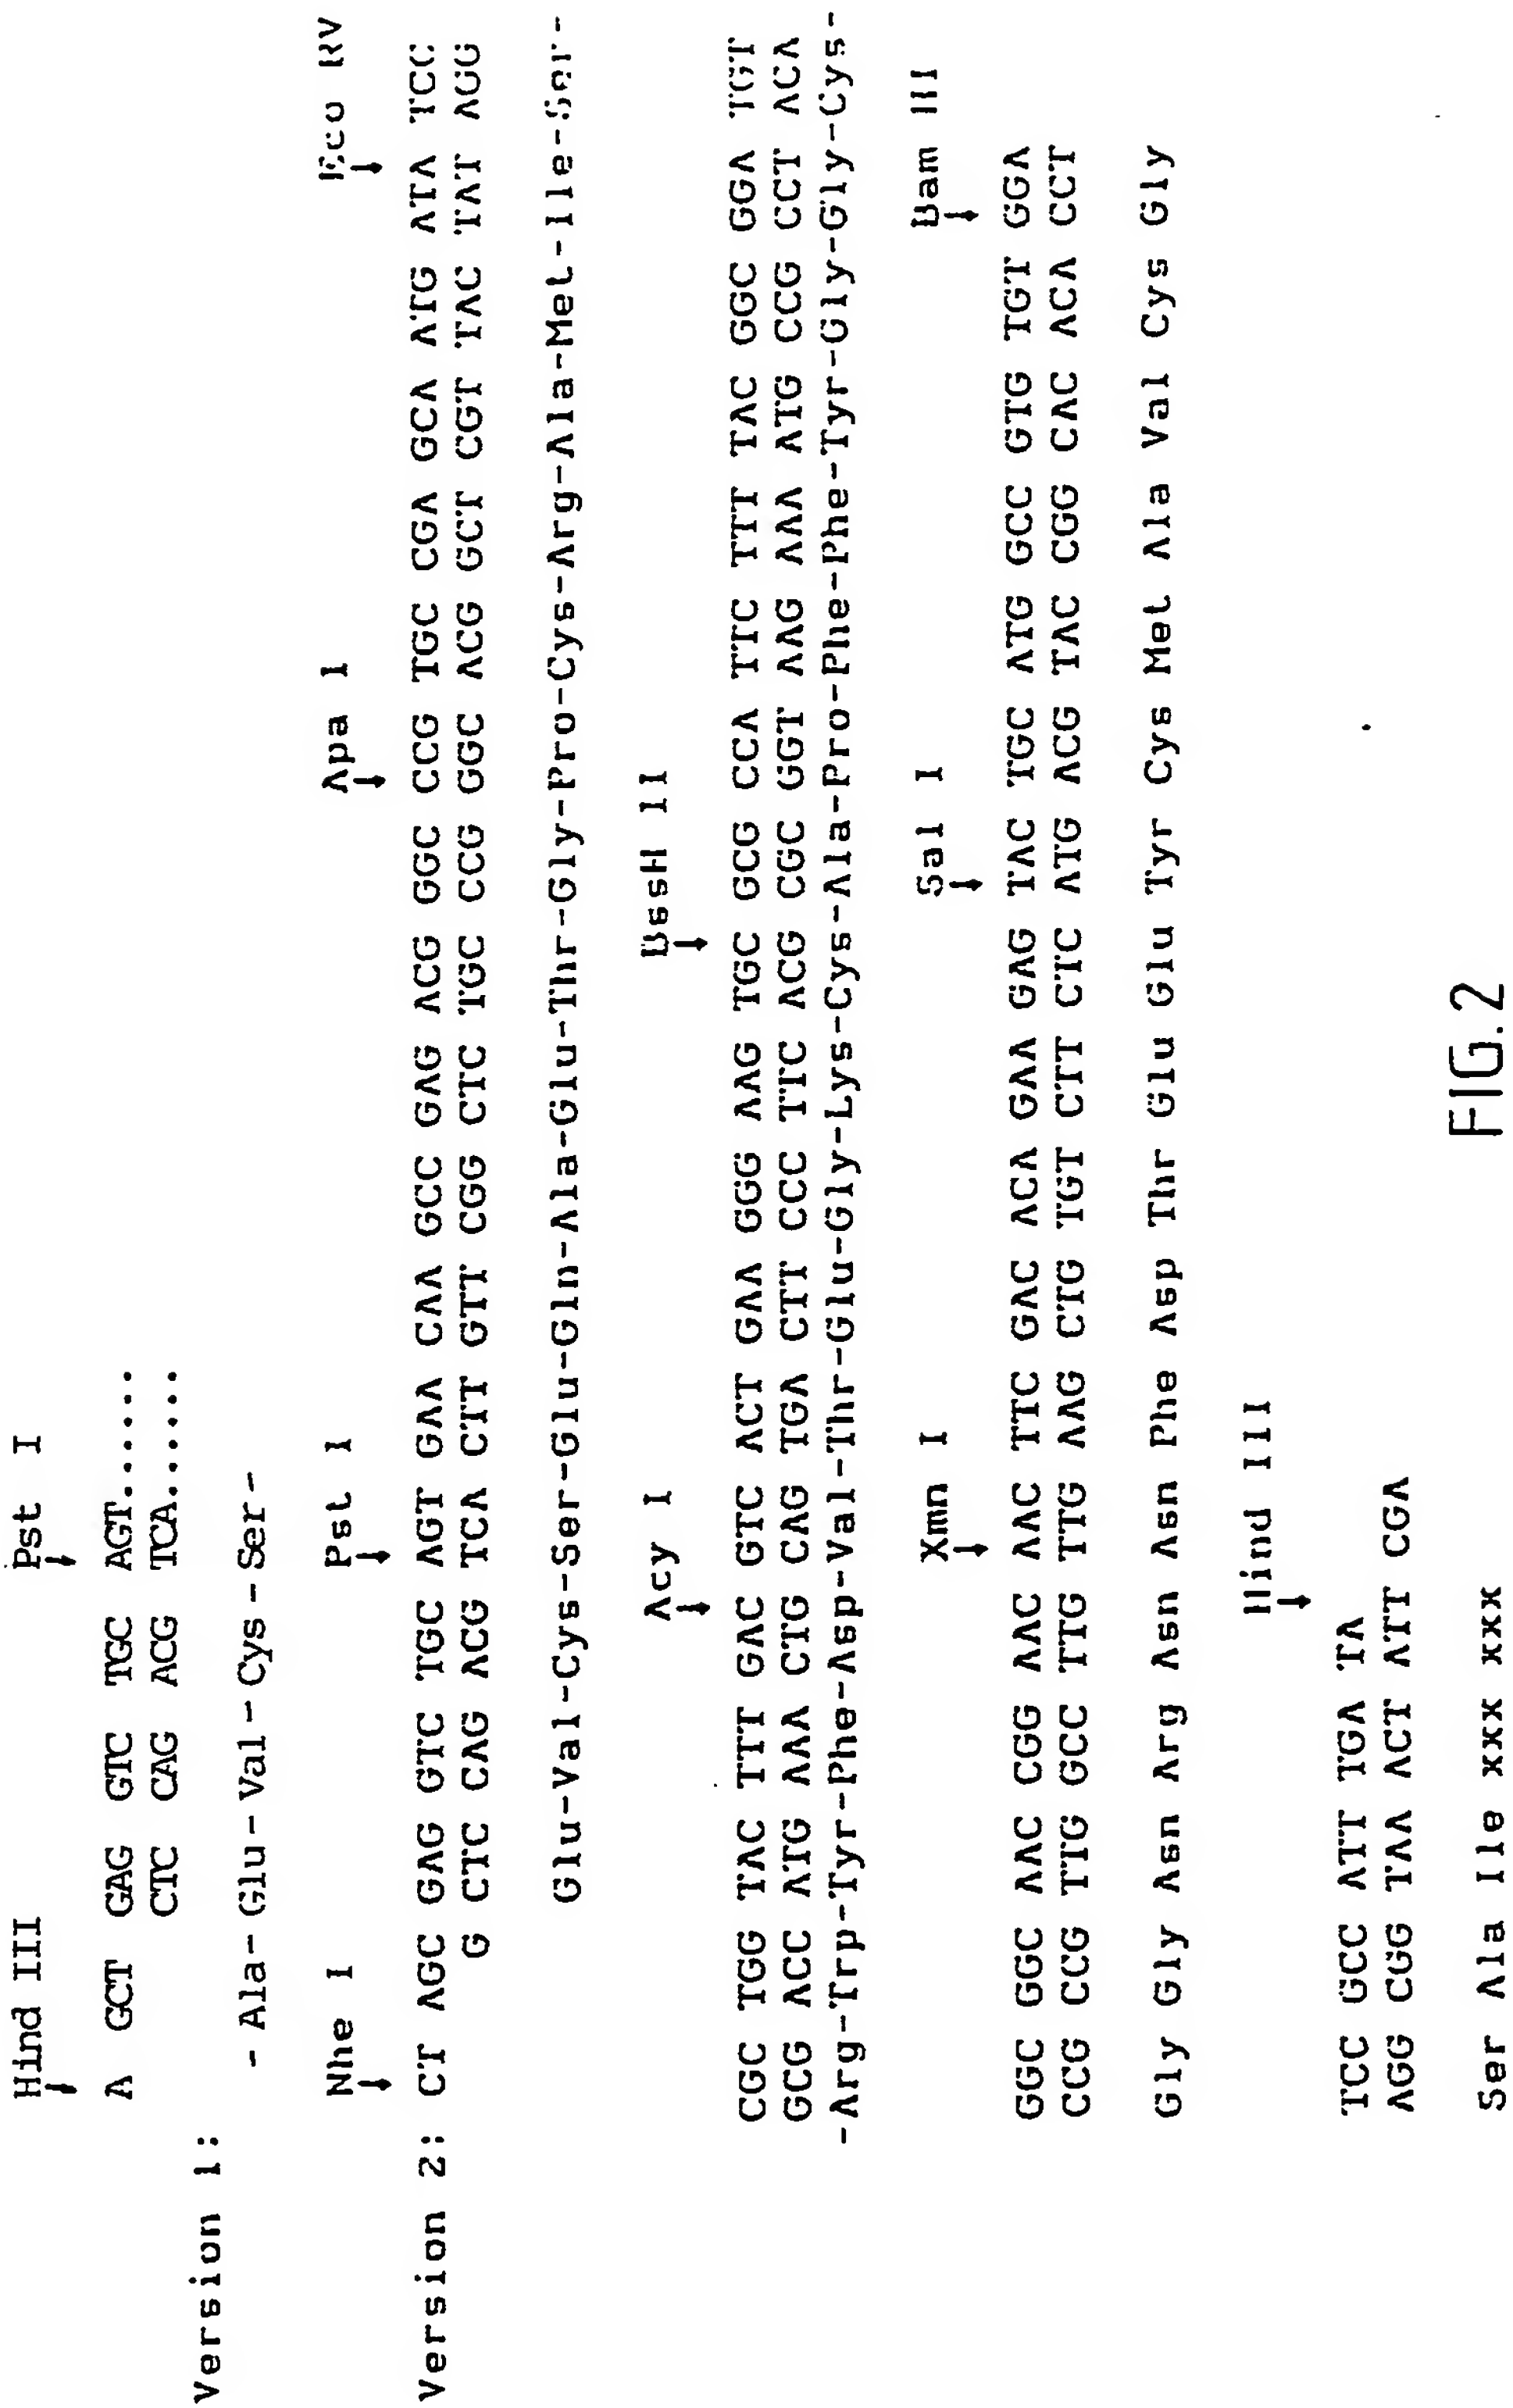 Hind III Pst I
A GCT GAG GTC TGC AGT......
CTC CAG ACG TCA......
Version 1:
- Ala-Glu-Val-Cys-Ser-
Nhe I Pst I Apa I Eco RV
Version 2: CT AGC GAG GTC TGC AGT GAA CAA GCC GAG ACG GGC CCG TGC CGA GCA ATG ATA TCC
G CTC CAG ACG TCA CTT GTT CGG CTC TGC CCG GGC ACG GCT CGT TAC TAT AGG
Glu-Val-Cys-Ser-Glu-Gln-Ala-Glu-Thr-Gly-Pro-Cys-Arg-Ala-Met-Ile-Ser-
Acy I BssH II
CGC TGG TAC TTT GAC GTC ACT GAA GGG AAG TGC GCG CCA TTC TTT TAC GGC GGA TGT
GCG ACC ATG AAA CTG CAG TGA CTT CCC TTC ACG CGC GGT AAG AAA ATG CCG CCT ACA
-Arg-Trp-Tyr-Phe-Asp-Val-Thr-Glu-Gly-Lys-Cys-Ala-Pro-Phe-Phe-Tyr-Gly-Gly-Cys-
Xmn I Sal I Bam III
GGC GGC AAC CGG AAC AAC TTC GAC ACA GAA GAG TAC TGC ATG GCC GTG TGT GGA
CCG CCG TTG GCC TTG TTG AAG CTG TGT CTT CTC ATG ACG TAC CGG CAC ACA CCT
Gly Gly Asn Arg Asn Asn Phe Asp Thr Glu Glu Tyr Cys Met Ala Val Cys Gly
Hind III
TCC GCC ATT TGA TA
AGG CGG TAA ACT ATT CGA
Ser Ala Ile xxx xxx
FIG.2